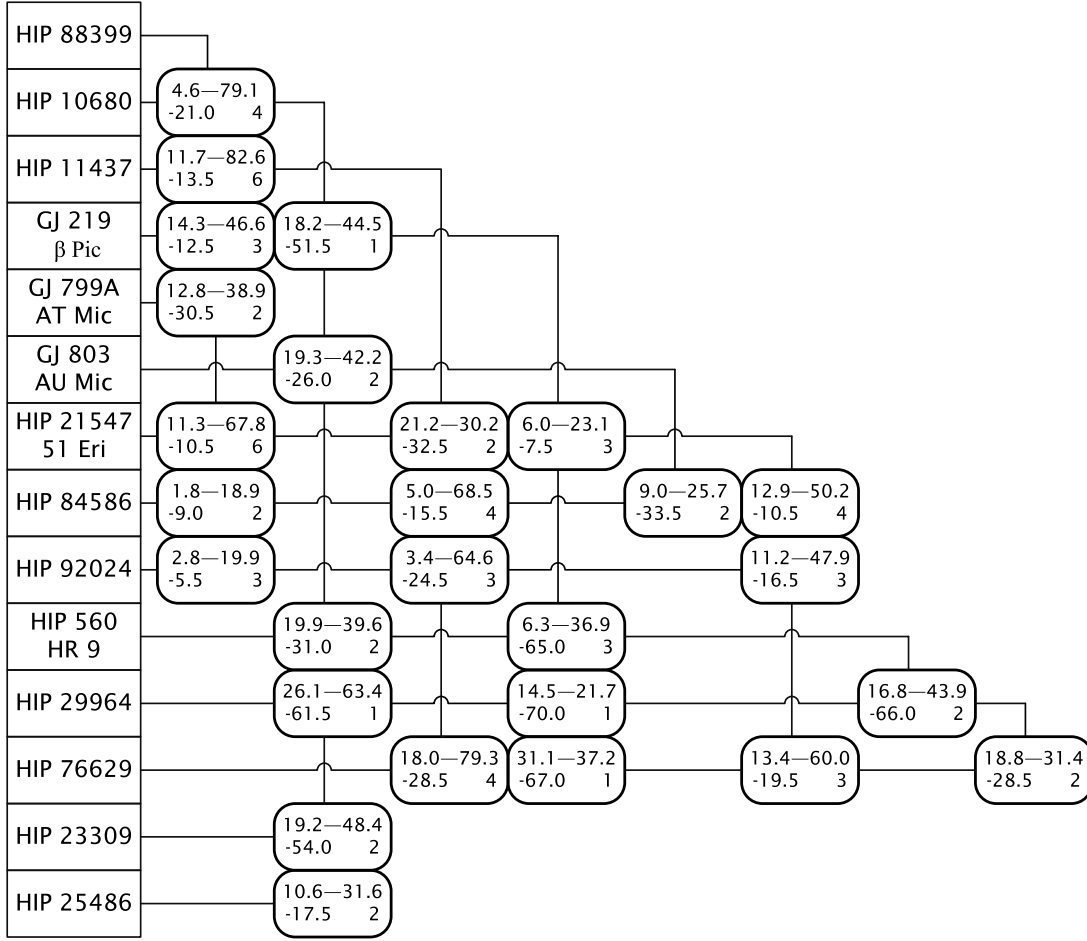 HIP 88399
HIP 10680
4.6—79.1
-21.0 4
HIP 11437
11.7—82.6
-13.5 6
GJ 219
β Pic
14.3—46.6
-12.5 3
18.2—44.5
-51.5 1
GJ 799A
AT Mic
12.8—38.9
-30.5 2
GJ 803
AU Mic
19.3—42.2
-26.0 2
HIP 21547
51 Eri
11.3—67.8
-10.5 6
21.2—30.2
-32.5 2
6.0—23.1
-7.5 3
HIP 84586
1.8—18.9
-9.0 2
5.0—68.5
-15.5 4
9.0—25.7
-33.5 2
12.9—50.2
-10.5 4
HIP 92024
2.8—19.9
-5.5 3
3.4—64.6
-24.5 3
11.2—47.9
-16.5 3
HIP 560
HR 9
19.9—39.6
-31.0 2
6.3—36.9
-65.0 3
HIP 29964
26.1—63.4
-61.5 1
14.5—21.7
-70.0 1
16.8—43.9
-66.0 2
HIP 76629
18.0—79.3
-28.5 4
31.1—37.2
-67.0 1
13.4—60.0
-19.5 3
18.8—31.4
-28.5 2
HIP 23309
19.2—48.4
-54.0 2
HIP 25486
10.6—31.6
-17.5 2